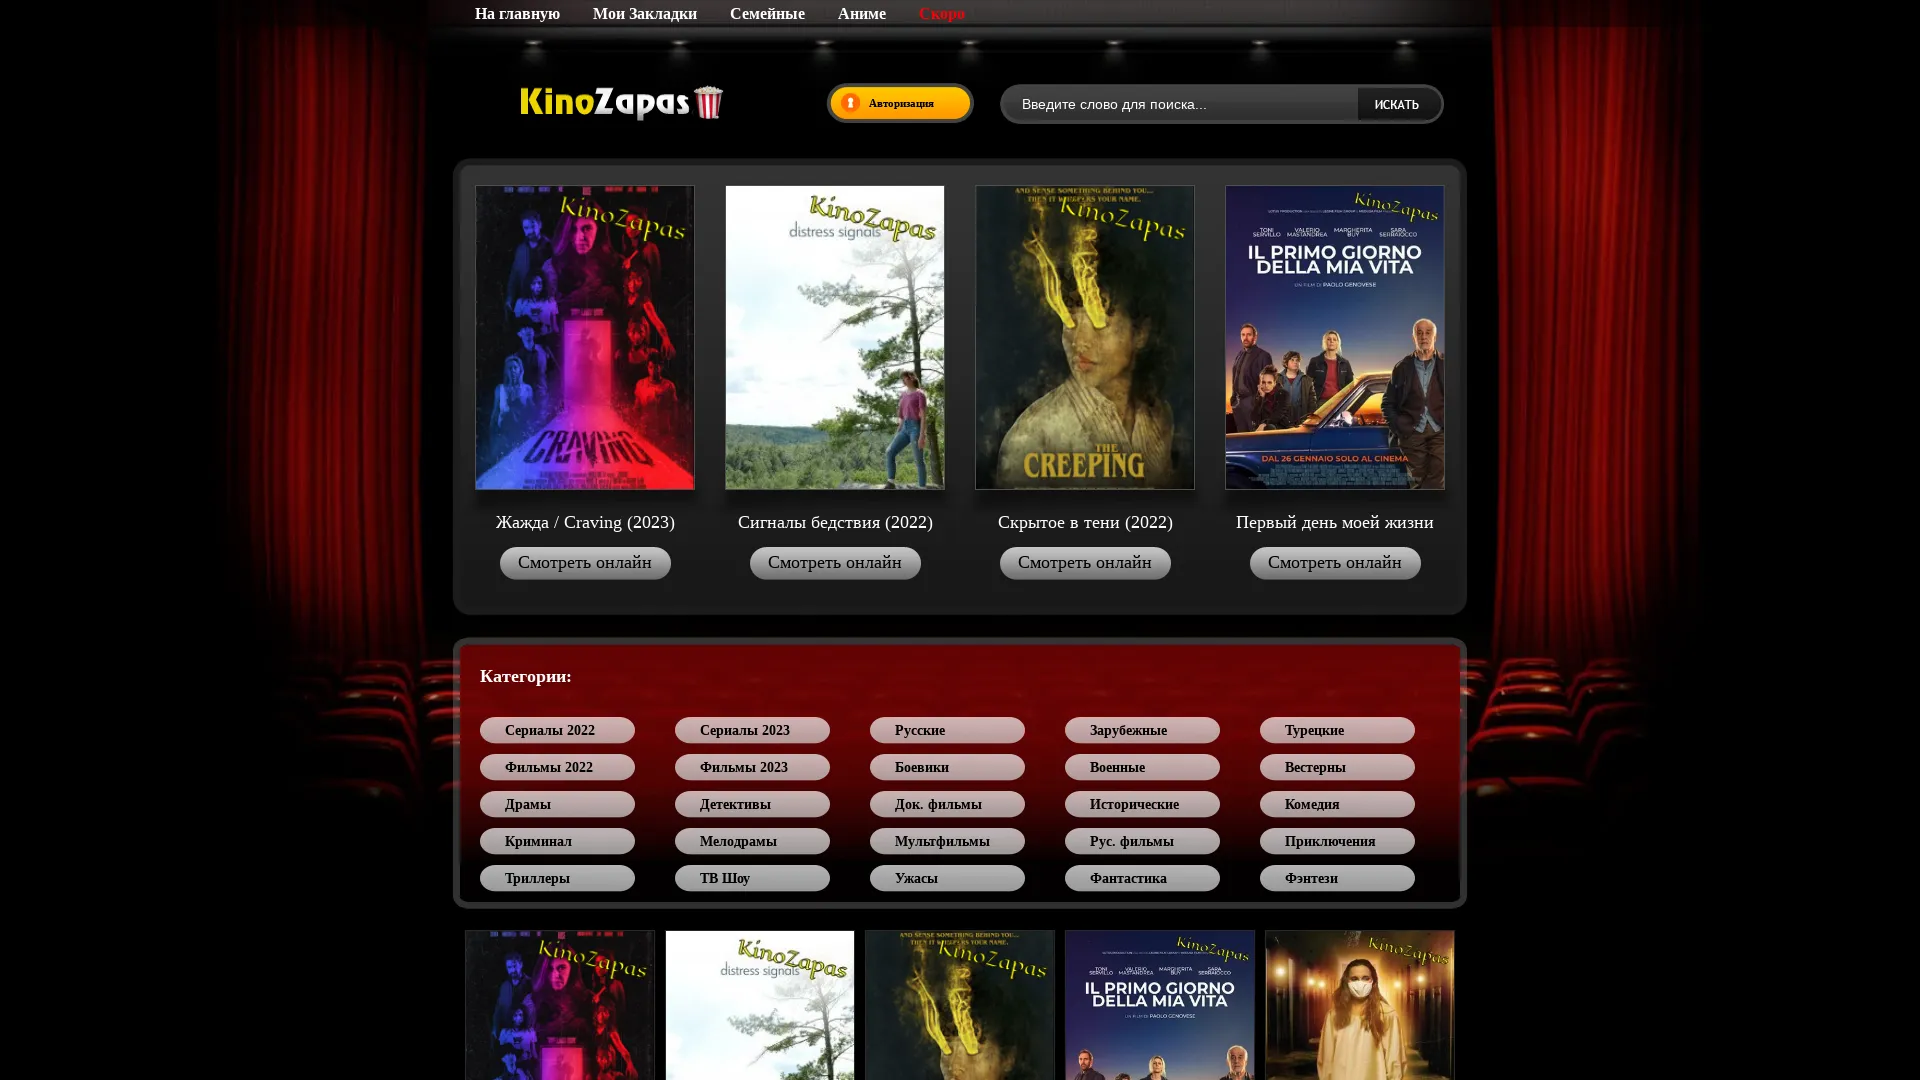 На главную
Мои Закладки
Семейные
Аниме
Скоро
KinoZapas
Авторизация
Введите слово для поиска...
ИСКАТЬ
KinoZapas
CRAVING
KinoZapas
distress signals
AND SENSE SOMETHING BEHIND YOU...
THEN IT WHISPERS YOUR NAME.
KinoZapas
THE
CREEPING
KinoZapas
TONI SERVILLO
VALERIO MASTANDREA
MARGHERITA BUY
SARA SERRAIOCCO
IL PRIMO GIORNO
DELLA MIA VITA
UN FILM DI PAOLO GENOVESE
DAL 26 GENNAIO SOLO AL CINEMA
Жажда / Craving (2023)
Сигналы бедствия (2022)
Скрытое в тени (2022)
Первый день моей жизни
Смотреть онлайн
Смотреть онлайн
Смотреть онлайн
Смотреть онлайн
Категории:
Сериалы 2022
Сериалы 2023
Русские
Зарубежные
Турецкие
Фильмы 2022
Фильмы 2023
Боевики
Военные
Вестерны
Драмы
Детективы
Док. фильмы
Исторические
Комедия
Криминал
Мелодрамы
Мультфильмы
Рус. фильмы
Приключения
Триллеры
ТВ Шоу
Ужасы
Фантастика
Фэнтези
KinoZapas
KinoZapas
distress signals
AND SENSE SOMETHING BEHIND YOU...
THEN IT WHISPERS YOUR NAME.
KinoZapas
KinoZapas
TONI SERVILLO
VALERIO MASTANDREA
MARGHERITA BUY
SARA SERRAIOCCO
IL PRIMO GIORNO
DELLA MIA VITA
UN FILM DI PAOLO GENOVESE
KinoZapas